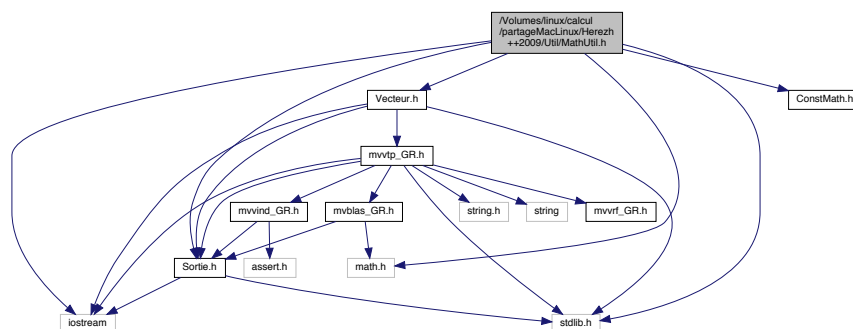 /Volumes/linux/calcul
/partageMacLinux/Herezh
++2009/Util/MathUtil.h
Vecteur.h
ConstMath.h
mvvtp_GR.h
mvvind_GR.h
mvblas_GR.h
string.h
string
mvvrf_GR.h
Sortie.h
assert.h
math.h
iostream
stdlib.h